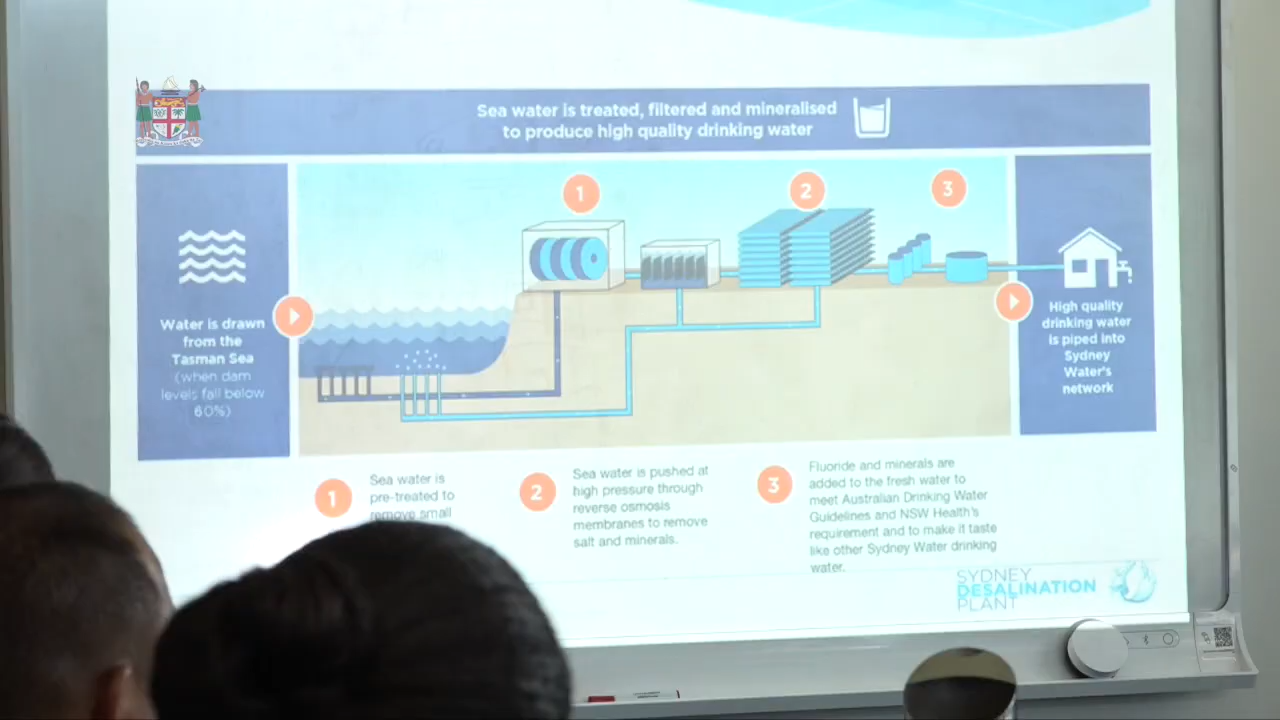 Sea water is treated, filtered and mineralised
to produce high quality drinking water
Water is drawn
from the
Tasman Sea
(when dam
levels fall below
60%)
1
2
3
High quality
drinking water
is piped into
Sydney
Water's
network
1
Sea water is
pre-treated to
remove small
2
Sea water is pushed at
high pressure through
reverse osmosis
membranes to remove
salt and minerals.
3
Fluoride and minerals are
added to the fresh water to
meet Australian Drinking Water
Guidelines and NSW Health's
requirement and to make it taste
like other Sydney Water drinking
water.
SYDNEY
DESALINATION
PLANT